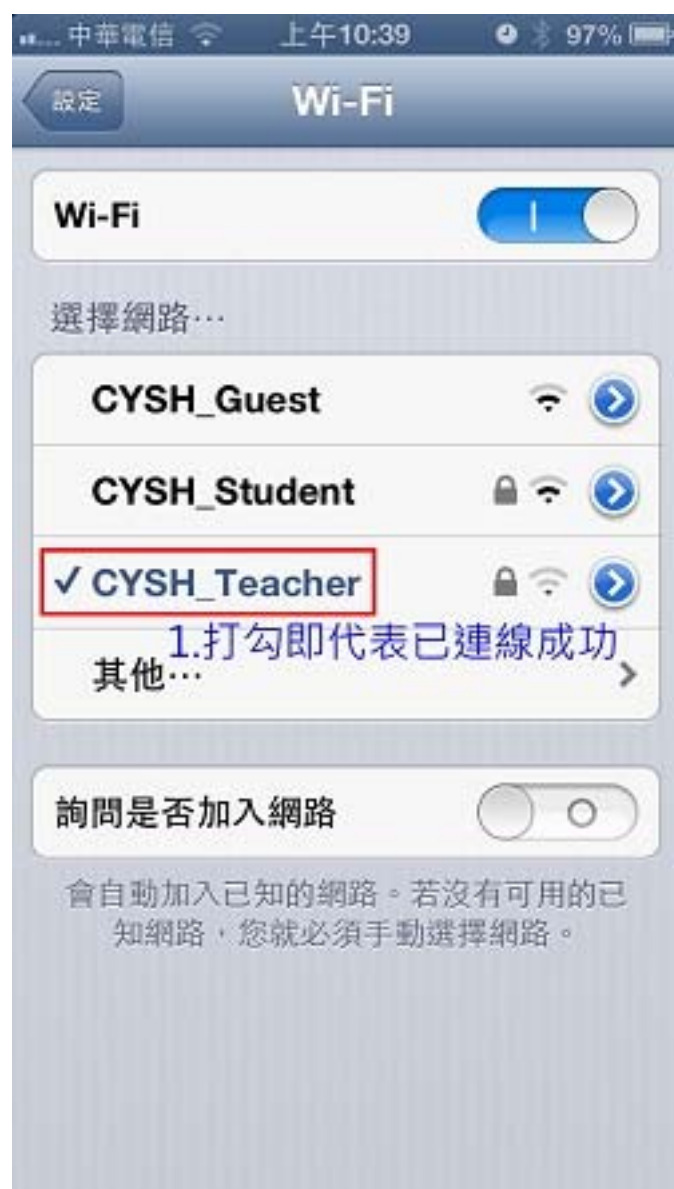 中華電信 上午10:39 97%
設定 Wi-Fi
Wi-Fi
選擇網路…
CYSH_Guest
CYSH_Student
✓ CYSH_Teacher
1.打勾即代表已連線成功
其他…
詢問是否加入網路
會自動加入已知的網路。若沒有可用的已
知網路，您就必須手動選擇網路。